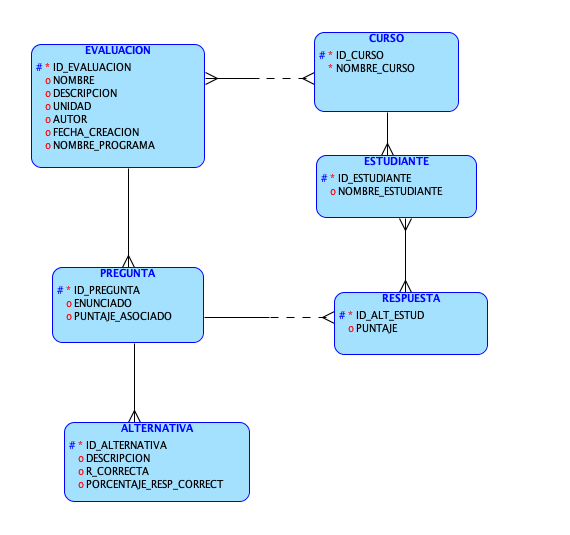 EVALUACION
# * ID_EVALUACION
o NOMBRE
o DESCRIPCION
o UNIDAD
o AUTOR
o FECHA_CREACION
o NOMBRE_PROGRAMA
CURSO
# * ID_CURSO
* NOMBRE_CURSO
ESTUDIANTE
# * ID_ESTUDIANTE
o NOMBRE_ESTUDIANTE
PREGUNTA
# * ID_PREGUNTA
o ENUNCIADO
o PUNTAJE_ASOCIADO
RESPUESTA
# * ID_ALT_ESTUD
o PUNTAJE
ALTERNATIVA
# * ID_ALTERNATIVA
o DESCRIPCION
o R_CORRECTA
o PORCENTAJE_RESP_CORRECT